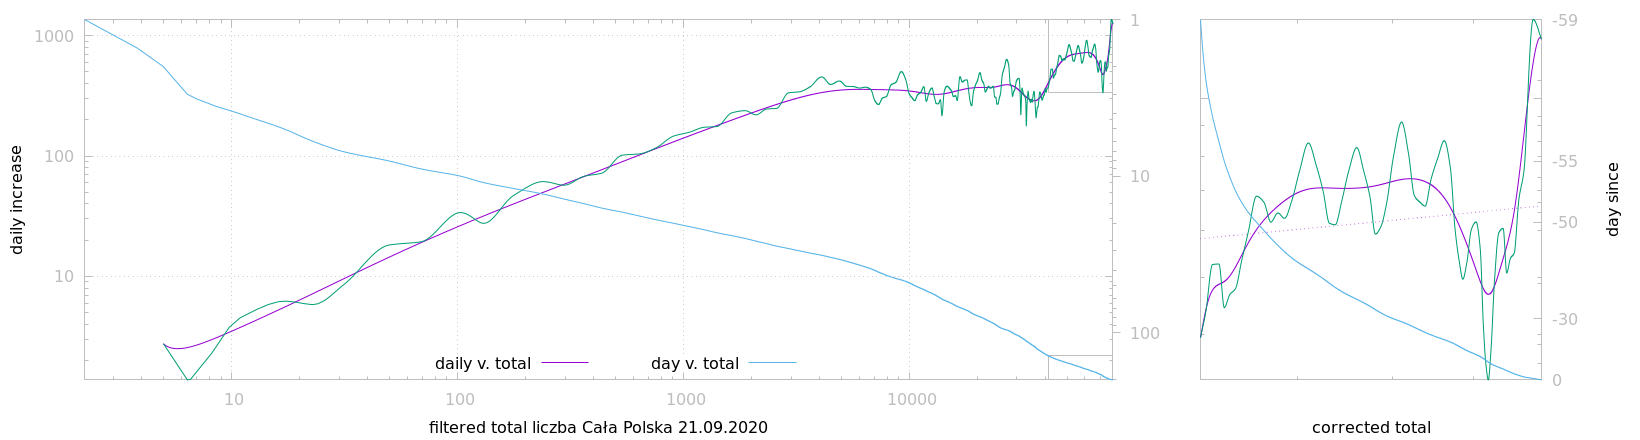 1000
100
10
daily increase
daily v. total
day v. total
10
100
1000
10000
filtered total liczba Cała Polska 21.09.2020
1
10
100
-59
-55
-50
-30
0
day since
corrected total